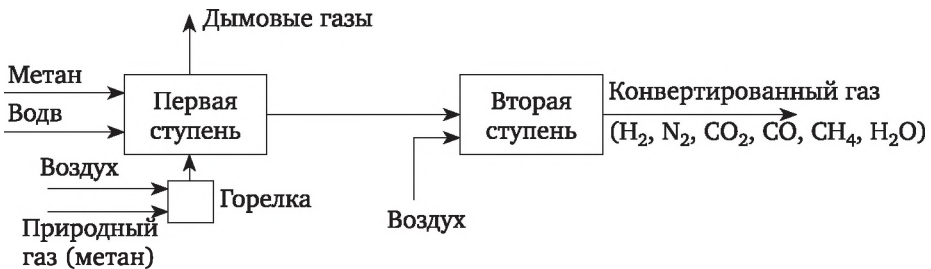 Дымовые газы
Метан
Водв
Первая
ступень
Вторая
ступень
Конвертированный газ
(H₂, N₂, CO₂, CO, CH₄, H₂O)
Воздух
Горелка
Природный
газ (метан)
Воздух